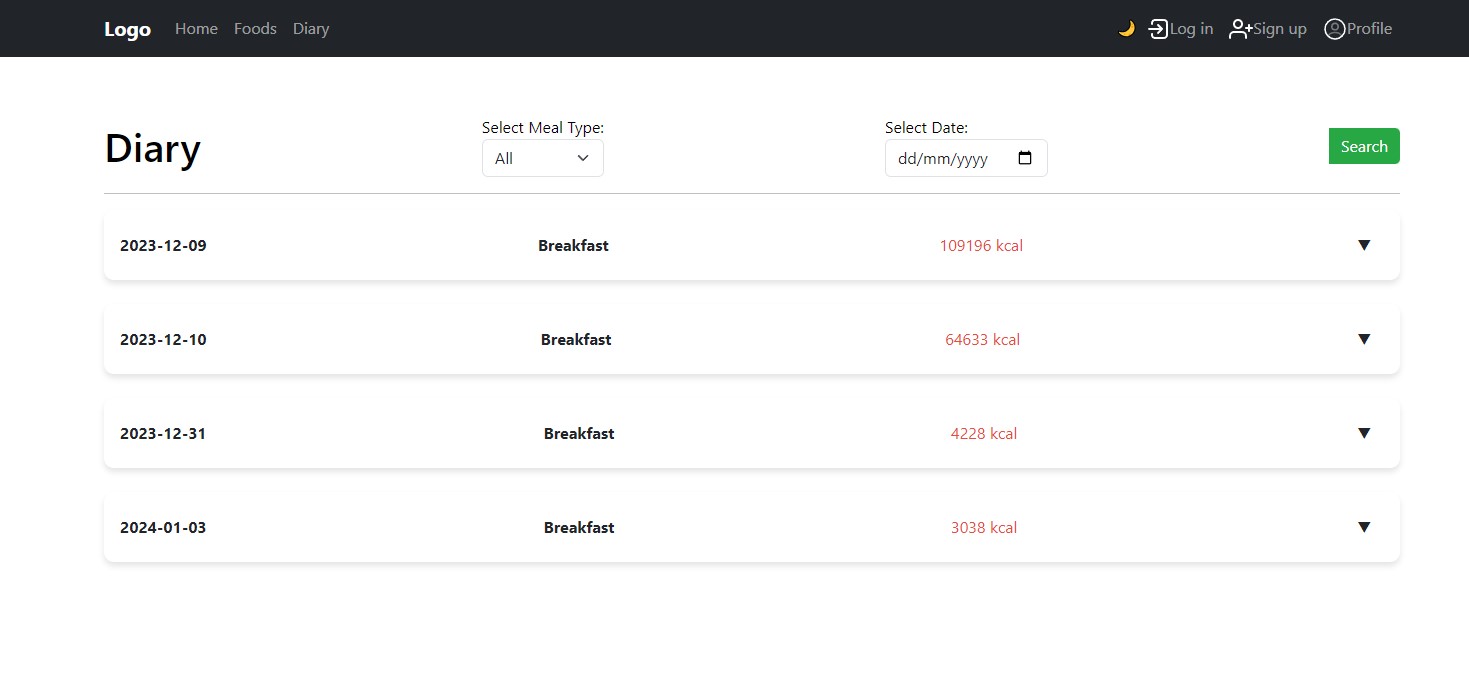 Logo Home Foods Diary Log in Sign up Profile
Select Meal Type: Select Date:
Diary All dd/mm/yyyy Search
2023-12-09 Breakfast 109196 kcal
2023-12-10 Breakfast 64633 kcal
2023-12-31 Breakfast 4228 kcal
2024-01-03 Breakfast 3038 kcal